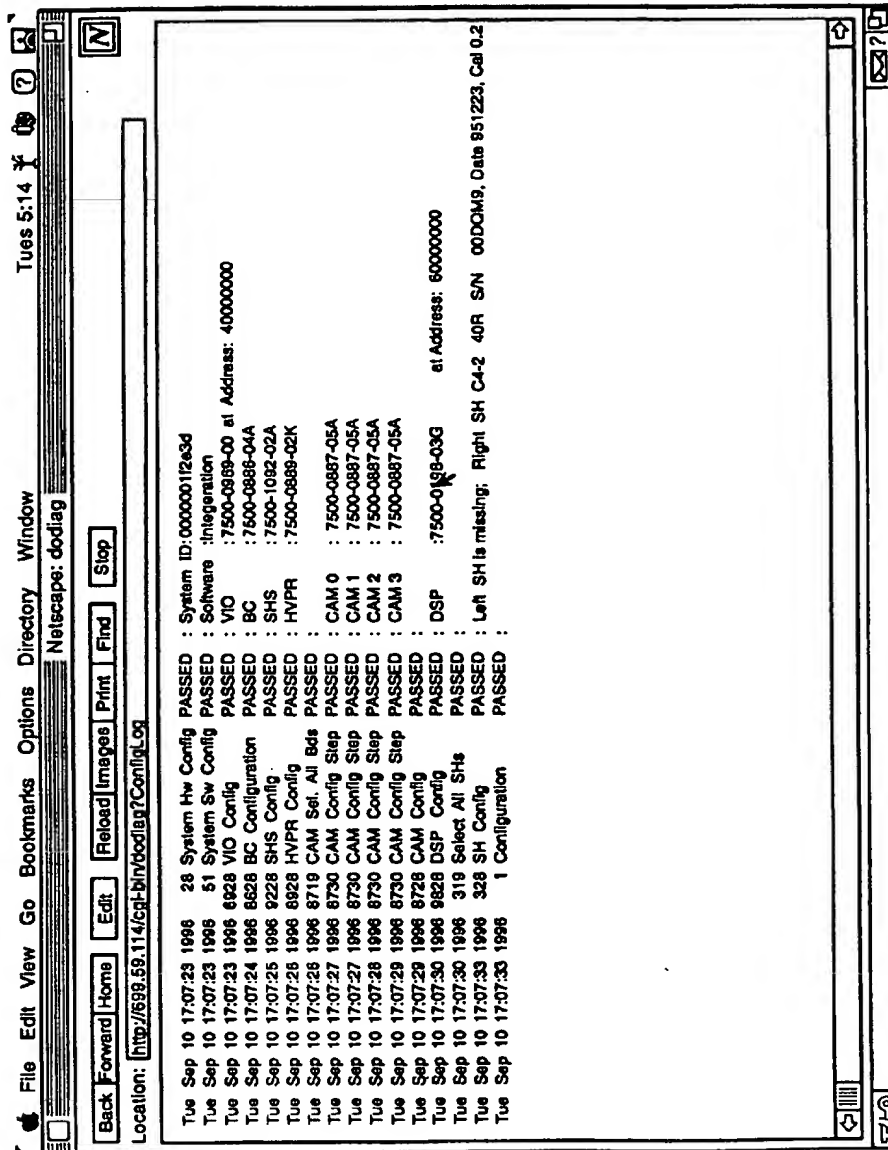 File Edit View Go Bookmarks Options Directory Window Tues 5:14 ?
Netscape: dodiag
Back Forward Home Edit Reload Images Print Find Stop N
Location: http://699.59.114/cgi-bin/dodiag?ConfigLog
Tue Sep 10 17:07:23 1996 28 System Hw Config PASSED : System ID:000000112e3d
Tue Sep 10 17:07:23 1996 51 System Sw Config PASSED : Software :Integeration
Tue Sep 10 17:07:23 1996 6928 VIO Config PASSED : VIO : 7500-0969-00 at Address: 40000000
Tue Sep 10 17:07:24 1996 8628 BC Configuration PASSED : BC : 7500-0886-04A
Tue Sep 10 17:07:25 1996 9228 SHS Config PASSED : SHS : 7500-1092-02A
Tue Sep 10 17:07:26 1996 8928 HVPR Config PASSED : HVPR : 7500-0889-02K
Tue Sep 10 17:07:26 1996 8719 CAM Sel. All Bds PASSED :
Tue Sep 10 17:07:27 1996 8730 CAM Config Step PASSED : CAM 0 : 7500-0887-05A
Tue Sep 10 17:07:27 1996 8730 CAM Config Step PASSED : CAM 1 : 7500-0887-05A
Tue Sep 10 17:07:28 1996 8730 CAM Config Step PASSED : CAM 2 : 7500-0887-05A
Tue Sep 10 17:07:29 1996 8730 CAM Config Step PASSED : CAM 3 : 7500-0887-05A
Tue Sep 10 17:07:29 1996 8728 CAM Config PASSED :
Tue Sep 10 17:07:30 1996 9828 DSP Config PASSED : DSP :7500-0198-03G at Address: 60000000
Tue Sep 10 17:07:30 1996 319 Select All SHs PASSED :
Tue Sep 10 17:07:33 1996 328 SH Config PASSED : Left SH is missing; Right SH C4-2 40R S/N 00DQM9, Date 951223, Cal 0.2
Tue Sep 10 17:07:33 1996 1 Configuration PASSED :
?